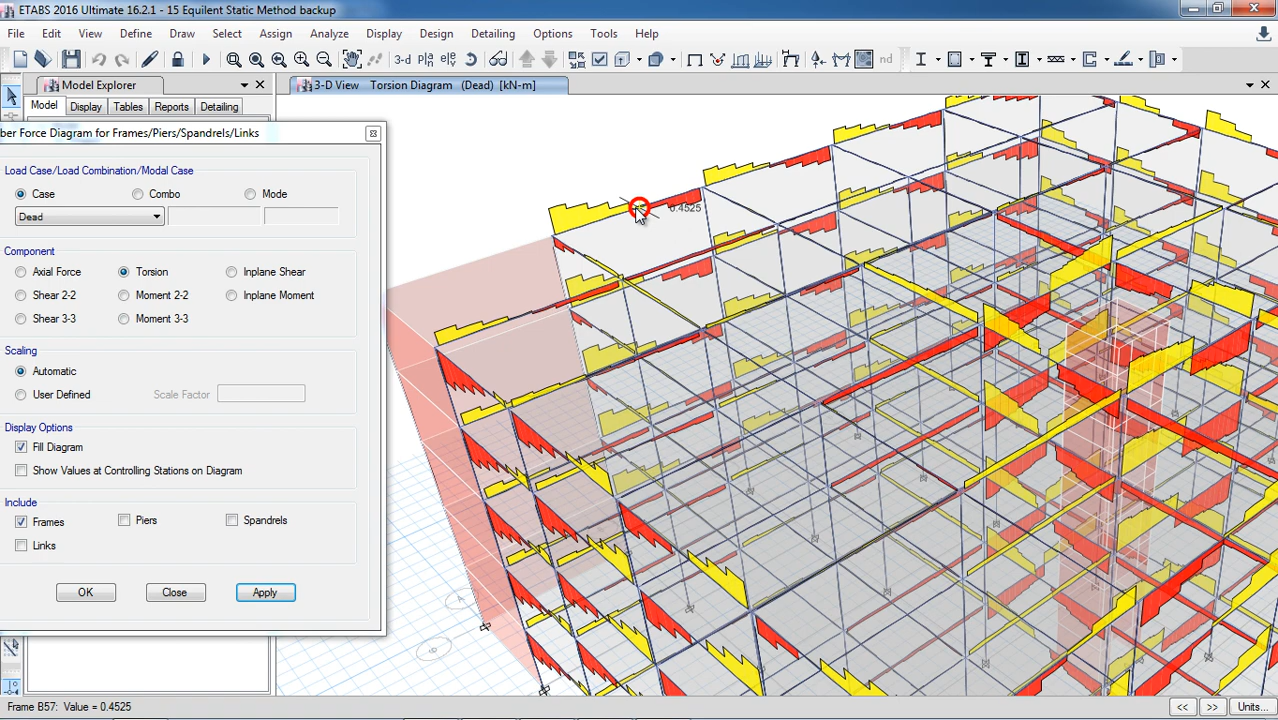 ETABS 2016 Ultimate 16.2.1 - 15 Equilent Static Method backup
File Edit View Define Draw Select Assign Analyze Display Design Detailing Options Tools Help
3-d nd
Model Explorer
3-D View Torsion Diagram (Dead) [kN-m]
Model Display Tables Reports Detailing
ber Force Diagram for Frames/Piers/Spandrels/Links
Load Case/Load Combination/Modal Case
Case Combo Mode
Dead
Component
Axial Force Torsion Inplane Shear
Shear 2-2 Moment 2-2 Inplane Moment
Shear 3-3 Moment 3-3
Scaling
Automatic
User Defined Scale Factor
Display Options
Fill Diagram
Show Values at Controlling Stations on Diagram
Include
Frames Piers Spandrels
Links
OK Close Apply
0.4525
Frame B57: Value = 0.4525
<< >> Units...